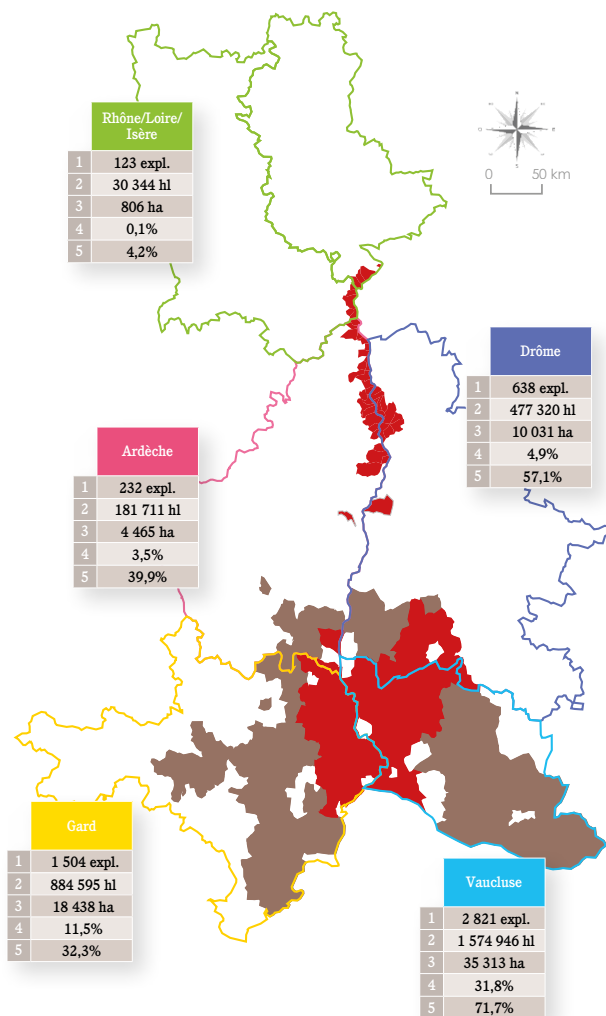 Rhône/Loire/
Isère
1 123 expl.
2 30 344 hl
3 806 ha
4 0,1%
5 4,2%
0 50 km
Drôme
1 638 expl.
2 477 320 hl
3 10 031 ha
4 4,9%
5 57,1%
Ardèche
1 232 expl.
2 181 711 hl
3 4 465 ha
4 3,5%
5 39,9%
Gard
1 1 504 expl.
2 884 595 hl
3 18 438 ha
4 11,5%
5 32,3%
Vaucluse
1 2 821 expl.
2 1 574 946 hl
3 35 313 ha
4 31,8%
5 71,7%